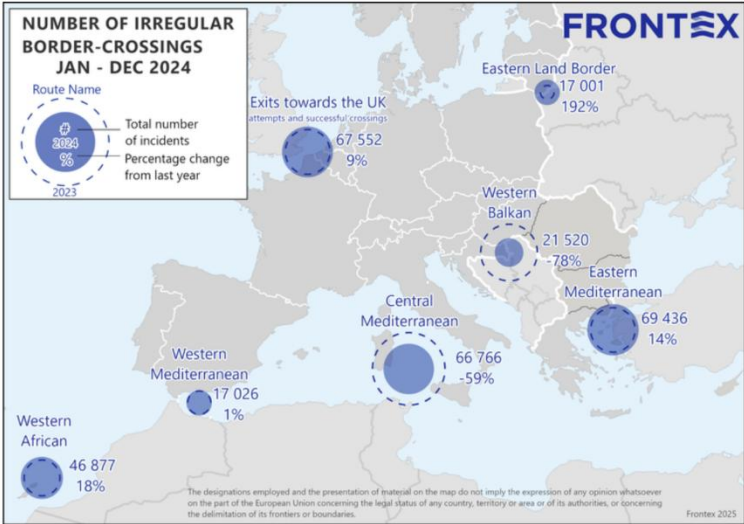 NUMBER OF IRREGULAR
BORDER-CROSSINGS
JAN - DEC 2024
Route Name
#
2024
%
2023
Total number
of incidents
Percentage change
from last year
FRONTEX
Eastern Land Border
17 001
192%
Exits towards the UK
attempts and successful crossings
67 552
9%
Western
Balkan
21 520
-78%
Eastern
Mediterranean
69 436
14%
Central
Mediterranean
66 766
-59%
Western
Mediterranean
17 026
1%
Western
African
46 877
18%
The designations employed and the presentation of material on the map do not imply the expression of any opinion whatsoever
on the part of the European Union concerning the legal status of any country, territory or area or of its authorities, or concerning
the delimitation of its frontiers or boundaries.
Frontex 2025